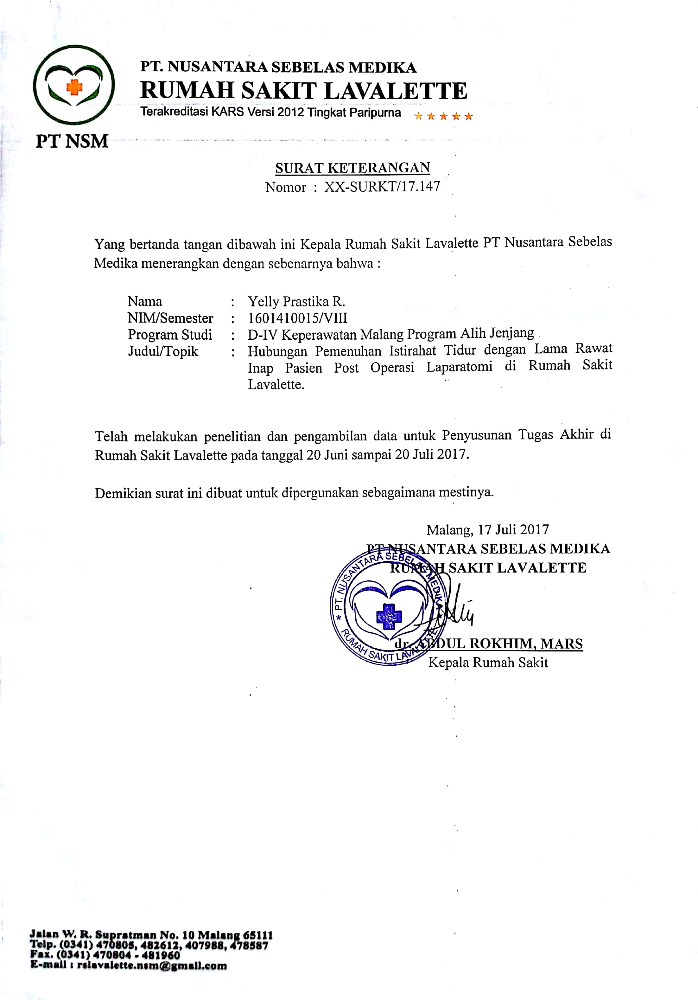 PT. NUSANTARA SEBELAS MEDIKA
RUMAH SAKIT LAVALETTE
Terakreditasi KARS Versi 2012 Tingkat Paripurna
PT NSM
SURAT KETERANGAN
Nomor : XX-SURKT/17.147
Yang bertanda tangan dibawah ini Kepala Rumah Sakit Lavalette PT Nusantara Sebelas
Medika menerangkan dengan sebenarnya bahwa :
Nama : Yelly Prastika R.
NIM/Semester : 1601410015/VIII
Program Studi : D-IV Keperawatan Malang Program Alih Jenjang
Judul/Topik : Hubungan Pemenuhan Istirahat Tidur dengan Lama Rawat
Inap Pasien Post Operasi Laparatomi di Rumah Sakit
Lavalette.
Telah melakukan penelitian dan pengambilan data untuk Penyusunan Tugas Akhir di
Rumah Sakit Lavalette pada tanggal 20 Juni sampai 20 Juli 2017.
Demikian surat ini dibuat untuk dipergunakan sebagaimana mestinya.
Malang, 17 Juli 2017
PT NUSANTARA SEBELAS MEDIKA
RUMAH SAKIT LAVALETTE
* PT. NUSANTARA SEBELAS MEDIKA *
RUMAH SAKIT LAVALETTE
dr. ABDUL ROKHIM, MARS
Kepala Rumah Sakit
Jalan W. R. Supratman No. 10 Malang 65111
Telp. (0341) 470805, 482612, 407988, 478587
Fax. (0341) 470804 - 481960
E-mail : rslavalette.nsm@gmail.com